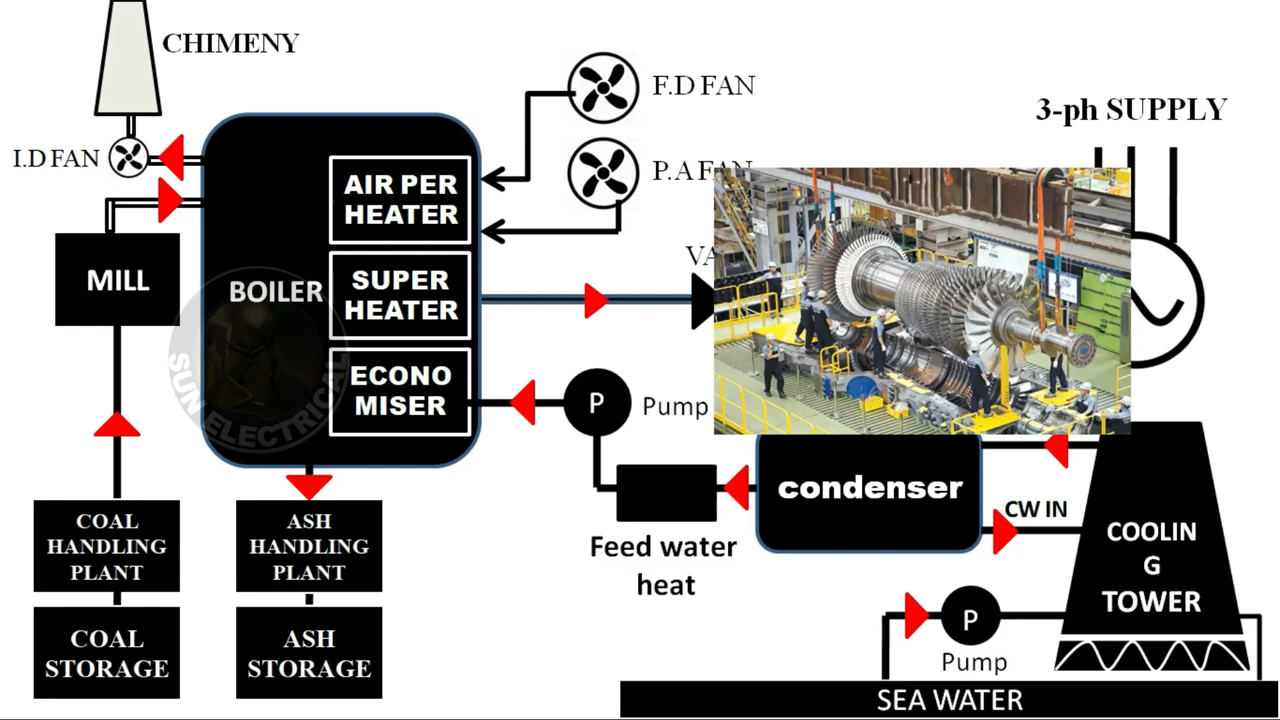 CHIMENY
F.D FAN
3-ph SUPPLY
I.D FAN
P.A FAN
AIR PER
HEATER
MILL
BOILER
SUPER
HEATER
ECONO
MISER
P
Pump
SUN ELECTRICAL
condenser
CW IN
Feed water
heat
COAL
HANDLING
PLANT
ASH
HANDLING
PLANT
COOLIN
G
TOWER
COAL
STORAGE
ASH
STORAGE
P
Pump
SEA WATER